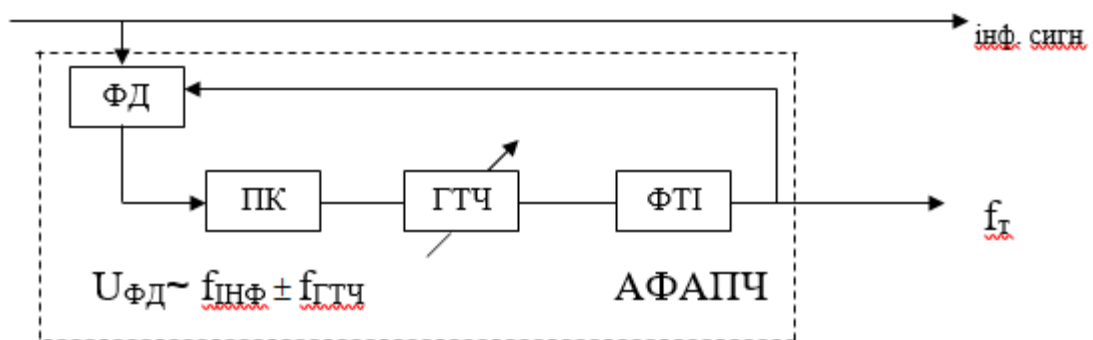 інф. сигн
ФД
ПК
ГТЧ
ФТІ
fт
UФД~ fІНФ ± fГТЧ
АФАПЧ